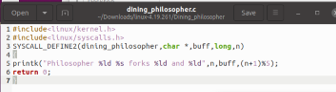 Open
dining_philosopher.c
~/Downloads/linux-4.19.261/Dining_philosopher
Save
1 #include<linux/kernel.h>
2 #include<linux/syscalls.h>
3 SYSCALL_DEFINE2(dining_philosopher,char *,buff,long,n)
4 {
5 printk("Philosopher %ld %s forks %ld and %ld",n,buff,(n+1)%5);
6 return 0;
7 }